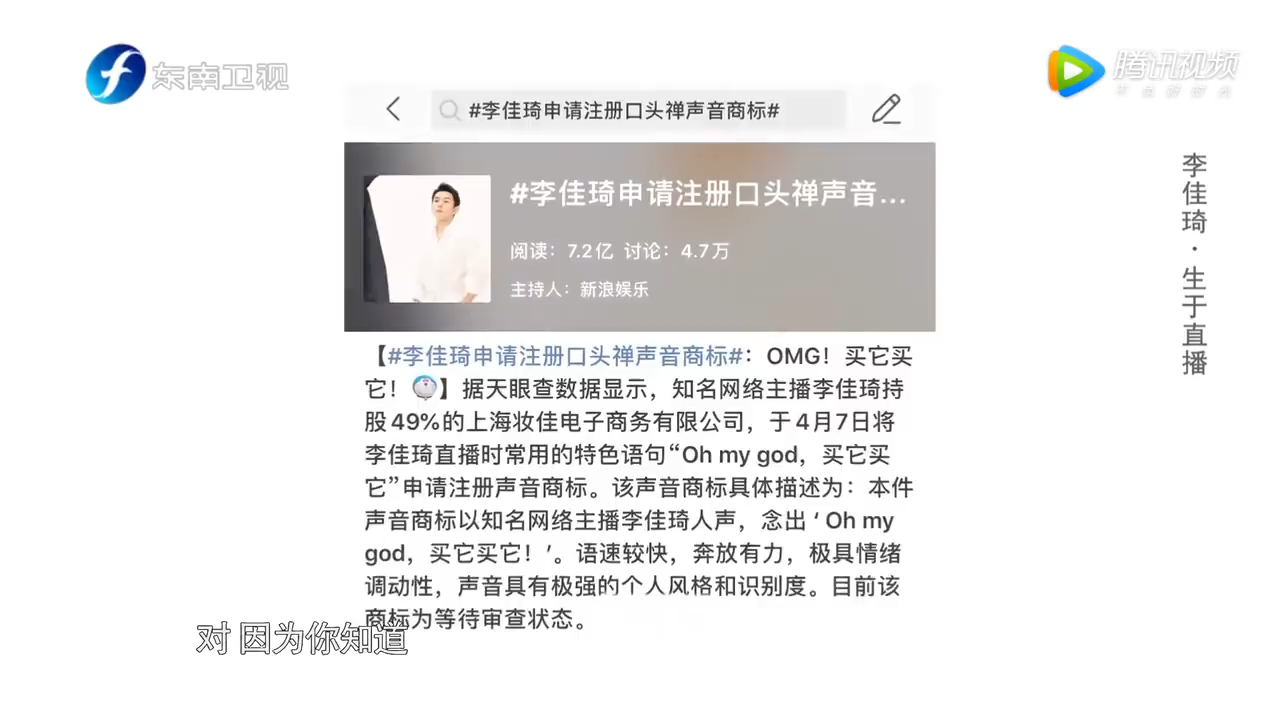 东南卫视
腾讯视频
#李佳琦申请注册口头禅声音商标#
#李佳琦申请注册口头禅声音...
阅读：7.2亿 讨论：4.7万
主持人：新浪娱乐
【#李佳琦申请注册口头禅声音商标#：OMG！买它买
它！】据天眼查数据显示，知名网络主播李佳琦持
股49%的上海妆佳电子商务有限公司，于4月7日将
李佳琦直播时常用的特色语句“Oh my god，买它买
它”申请注册声音商标。该声音商标具体描述为：本件
声音商标以知名网络主播李佳琦人声，念出 ‘ Oh my
god，买它买它！’。语速较快，奔放有力，极具情绪
调动性，声音具有极强的个人风格和识别度。目前该
商标为等待审查状态。
李佳琦·生于直播
对 因为你知道